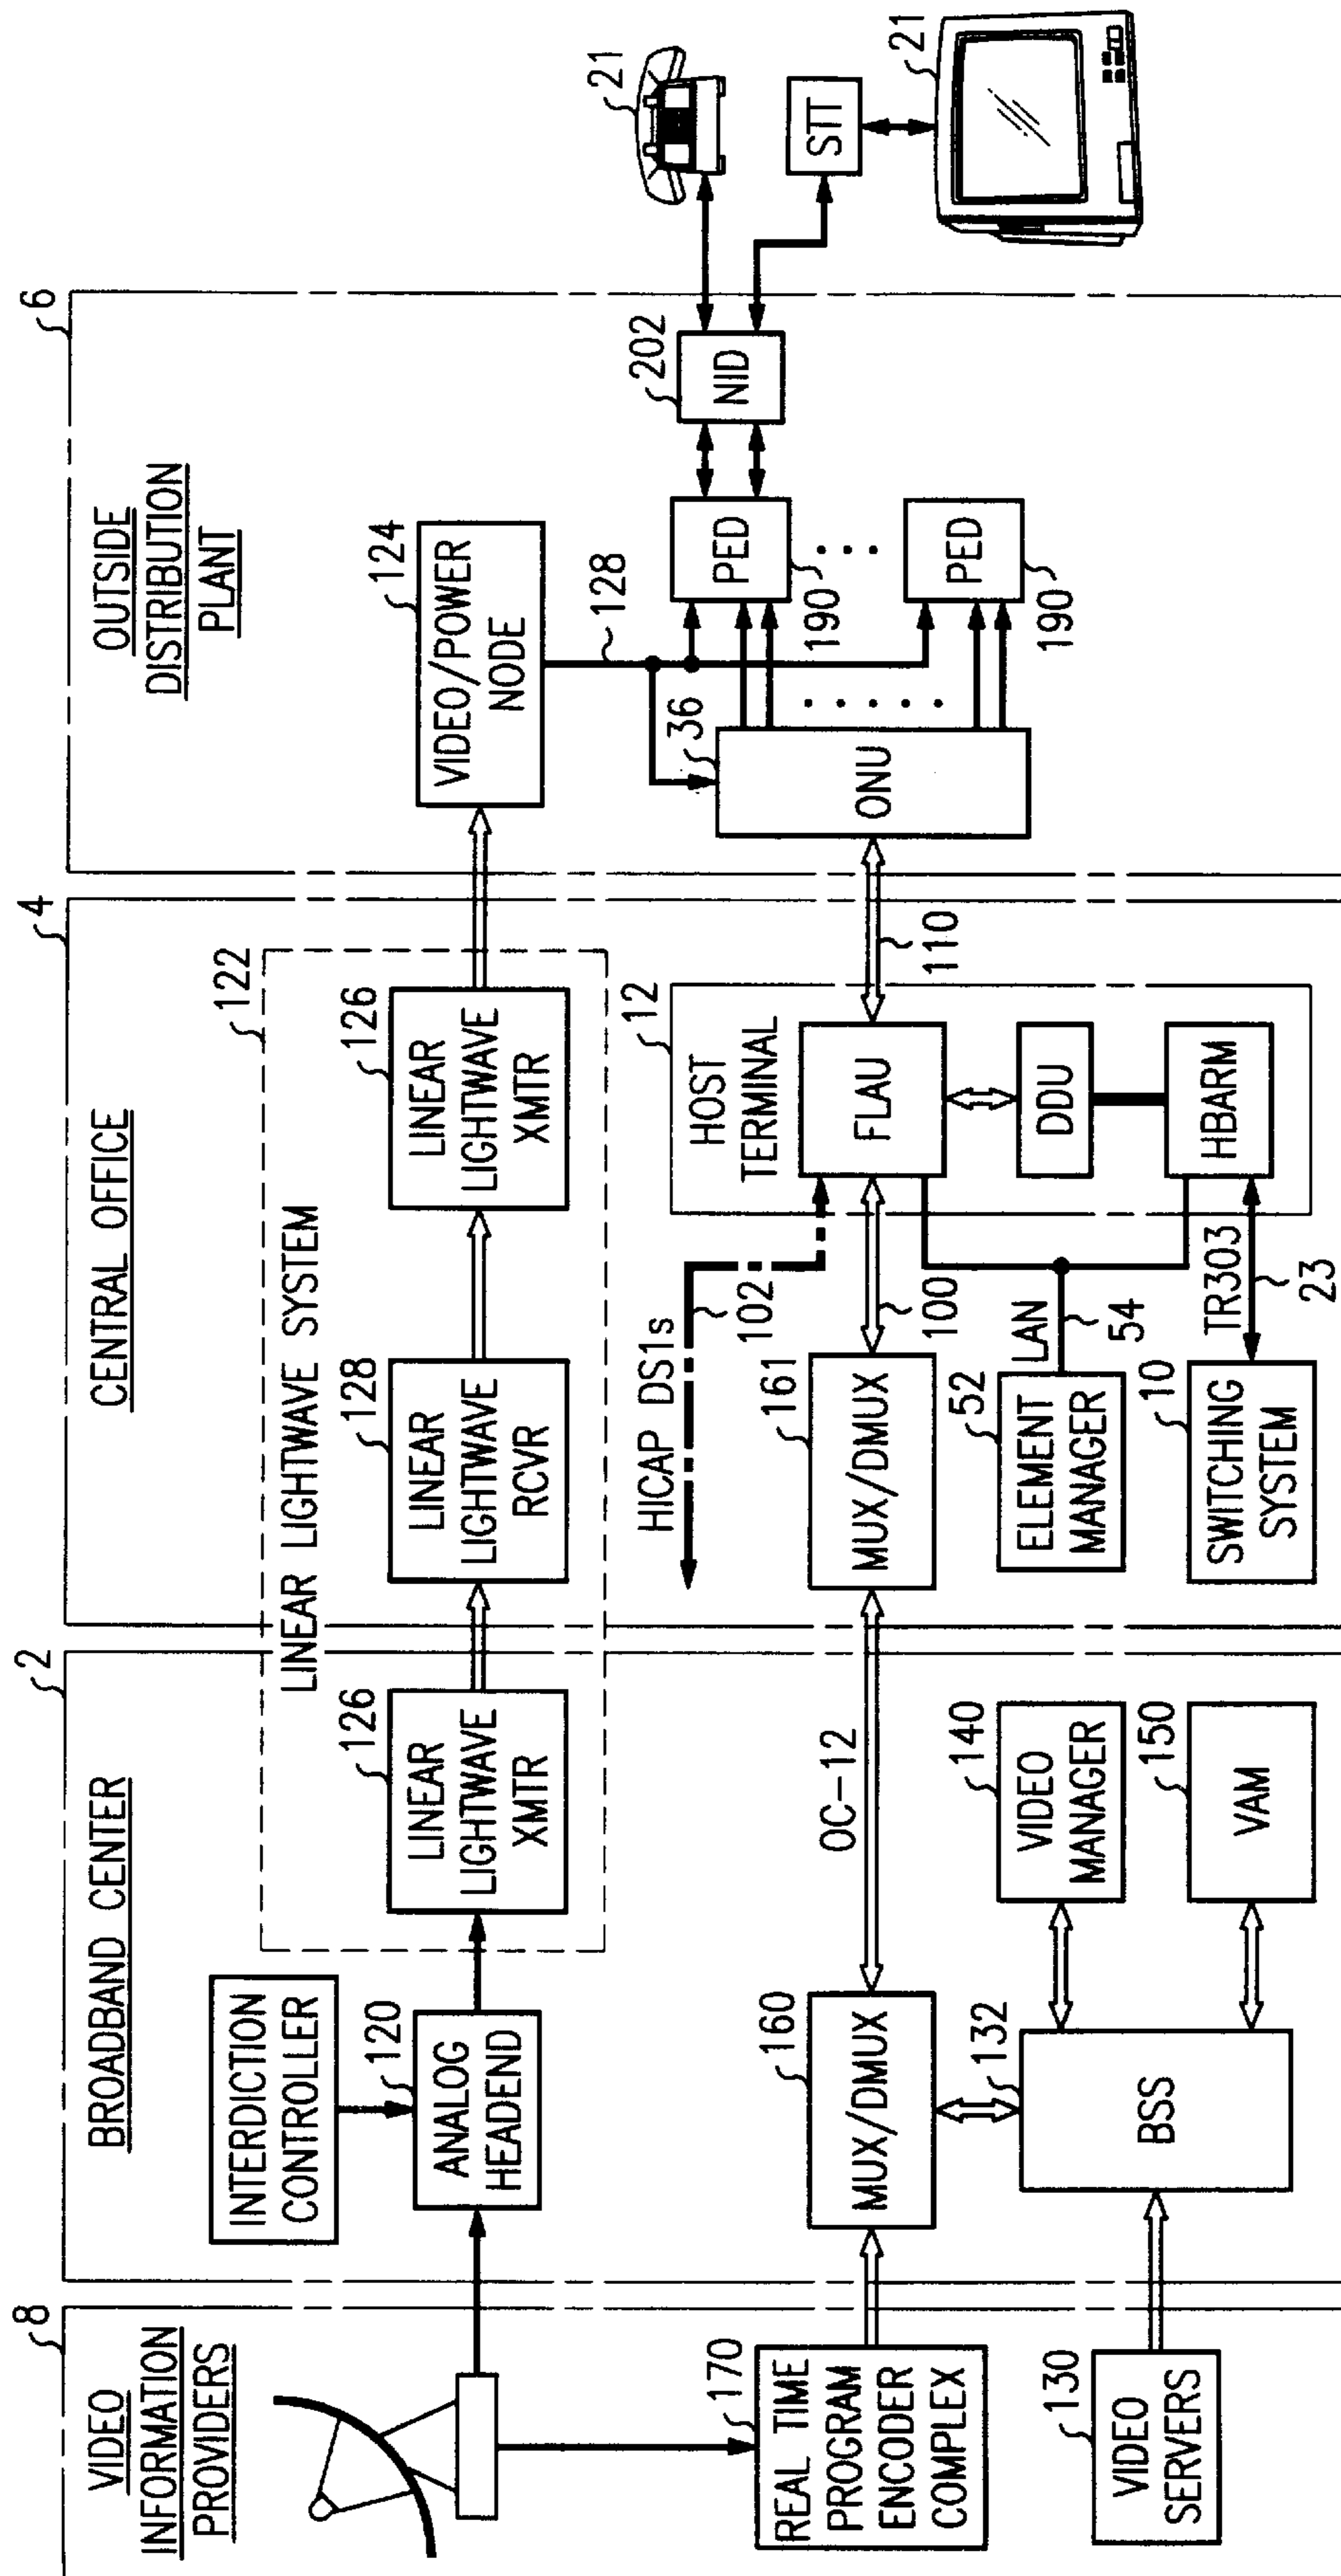 8
VIDEO
INFORMATION
PROVIDERS
REAL TIME
PROGRAM
ENCODER
COMPLEX
170
VIDEO
SERVERS
130
2
BROADBAND CENTER
INTERDICTION
CONTROLLER
ANALOG
HEADEND
120
LINEAR
LIGHTWAVE
XMTR
126
MUX/DMUX
160
132
BSS
OC-12
VIDEO
MANAGER
140
VAM
150
4
CENTRAL OFFICE
LINEAR LIGHTWAVE SYSTEM
122
LINEAR
LIGHTWAVE
RCVR
128
LINEAR
LIGHTWAVE
XMTR
126
HICAP DS1s
102
MUX/DMUX
161
100
ELEMENT
MANAGER
52
LAN
54
SWITCHING
SYSTEM
10
TR303
23
HOST
TERMINAL
12
FLAU
DDU
HBARM
110
6
OUTSIDE
DISTRIBUTION
PLANT
VIDEO/POWER
NODE
124
128
36
ONU
PED
190
PED
190
NID
202
21
STT
21